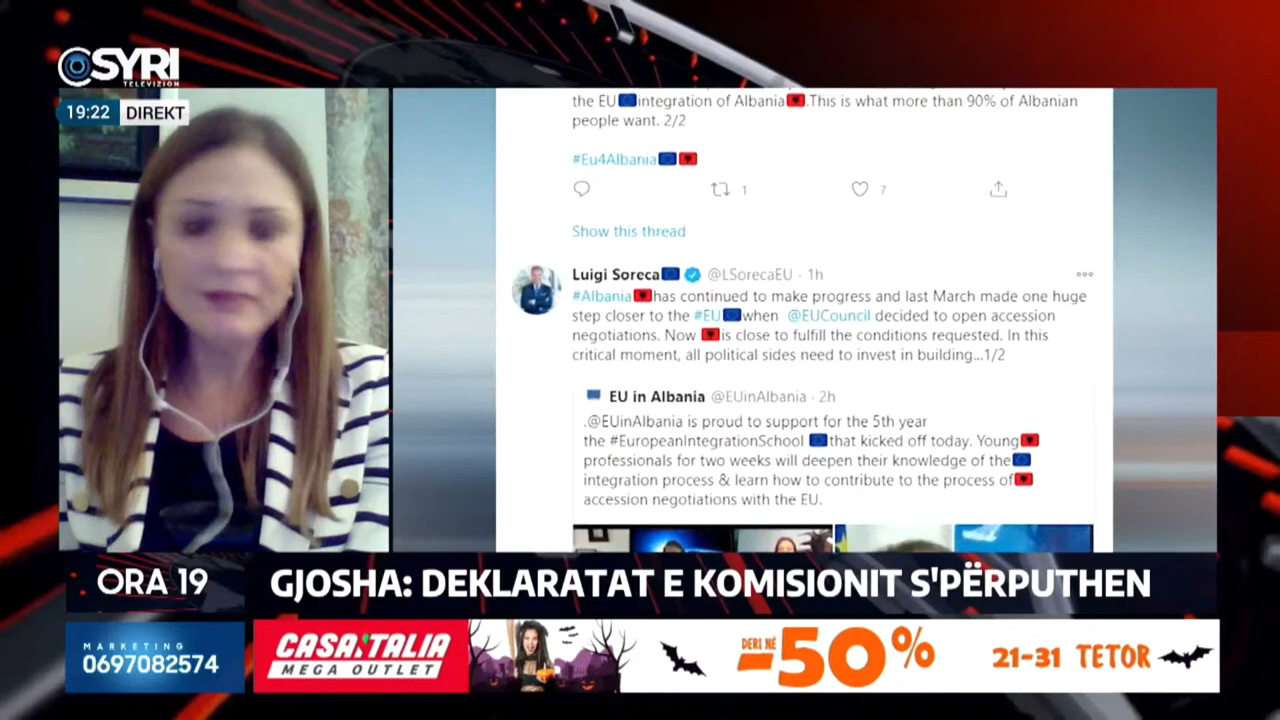 SYRI
TELEVIZION
19:22 DIREKT
the EU integration of Albania .This is what more than 90% of Albanian
people want. 2/2
#Eu4Albania
1 7
Show this thread
Luigi Soreca @LSorecaEU · 1h
#Albania has continued to make progress and last March made one huge
step closer to the #EU when @EUCouncil decided to open accession
negotiations. Now is close to fulfill the conditions requested. In this
critical moment, all political sides need to invest in building...1/2
EU in Albania @EUinAlbania · 2h
.@EUinAlbania is proud to support for the 5th year
the #EuropeanIntegrationSchool that kicked off today. Young
professionals for two weeks will deepen their knowledge of the
integration process & learn how to contribute to the process of
accession negotiations with the EU.
ORA 19
GJOSHA: DEKLARATAT E KOMISIONIT S'PËRPUTHEN
MARKETING
0697082574
CASA ITALIA
MEGA OUTLET
DERI NË
-50%
21-31 TETOR